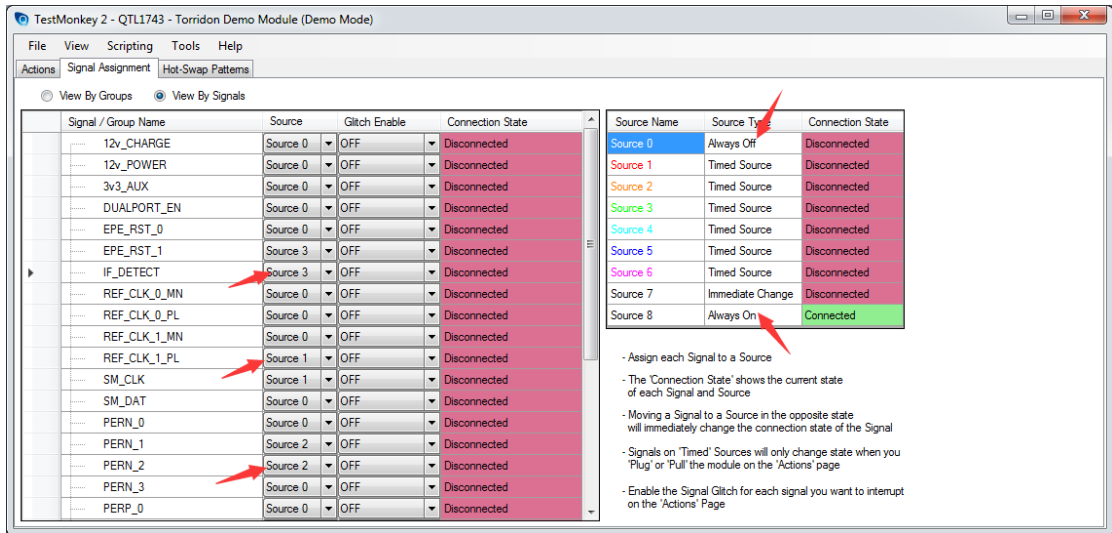 TestMonkey 2 - QTL1743 - Torridon Demo Module (Demo Mode)
File View Scripting Tools Help
Actions Signal Assignment Hot-Swap Patterns
View By Groups View By Signals
Signal / Group Name Source Glitch Enable Connection State
12v_CHARGE Source 0 OFF Disconnected
12v_POWER Source 0 OFF Disconnected
3v3_AUX Source 0 OFF Disconnected
DUALPORT_EN Source 0 OFF Disconnected
EPE_RST_0 Source 0 OFF Disconnected
EPE_RST_1 Source 3 OFF Disconnected
IF_DETECT Source 3 OFF Disconnected
REF_CLK_0_MN Source 0 OFF Disconnected
REF_CLK_0_PL Source 0 OFF Disconnected
REF_CLK_1_MN Source 0 OFF Disconnected
REF_CLK_1_PL Source 1 OFF Disconnected
SM_CLK Source 1 OFF Disconnected
SM_DAT Source 0 OFF Disconnected
PERN_0 Source 0 OFF Disconnected
PERN_1 Source 2 OFF Disconnected
PERN_2 Source 2 OFF Disconnected
PERN_3 Source 0 OFF Disconnected
PERP_0 Source 0 OFF Disconnected
Source Name Source Type Connection State
Source 0 Always Off Disconnected
Source 1 Timed Source Disconnected
Source 2 Timed Source Disconnected
Source 3 Timed Source Disconnected
Source 4 Timed Source Disconnected
Source 5 Timed Source Disconnected
Source 6 Timed Source Disconnected
Source 7 Immediate Change Disconnected
Source 8 Always On Connected
- Assign each Signal to a Source
- The 'Connection State' shows the current state
of each Signal and Source
- Moving a Signal to a Source in the opposite state
will immediately change the connection state of the Signal
- Signals on 'Timed' Sources will only change state when you
'Plug' or 'Pull' the module on the 'Actions' page
- Enable the Signal Glitch for each signal you want to interrupt
on the 'Actions' Page